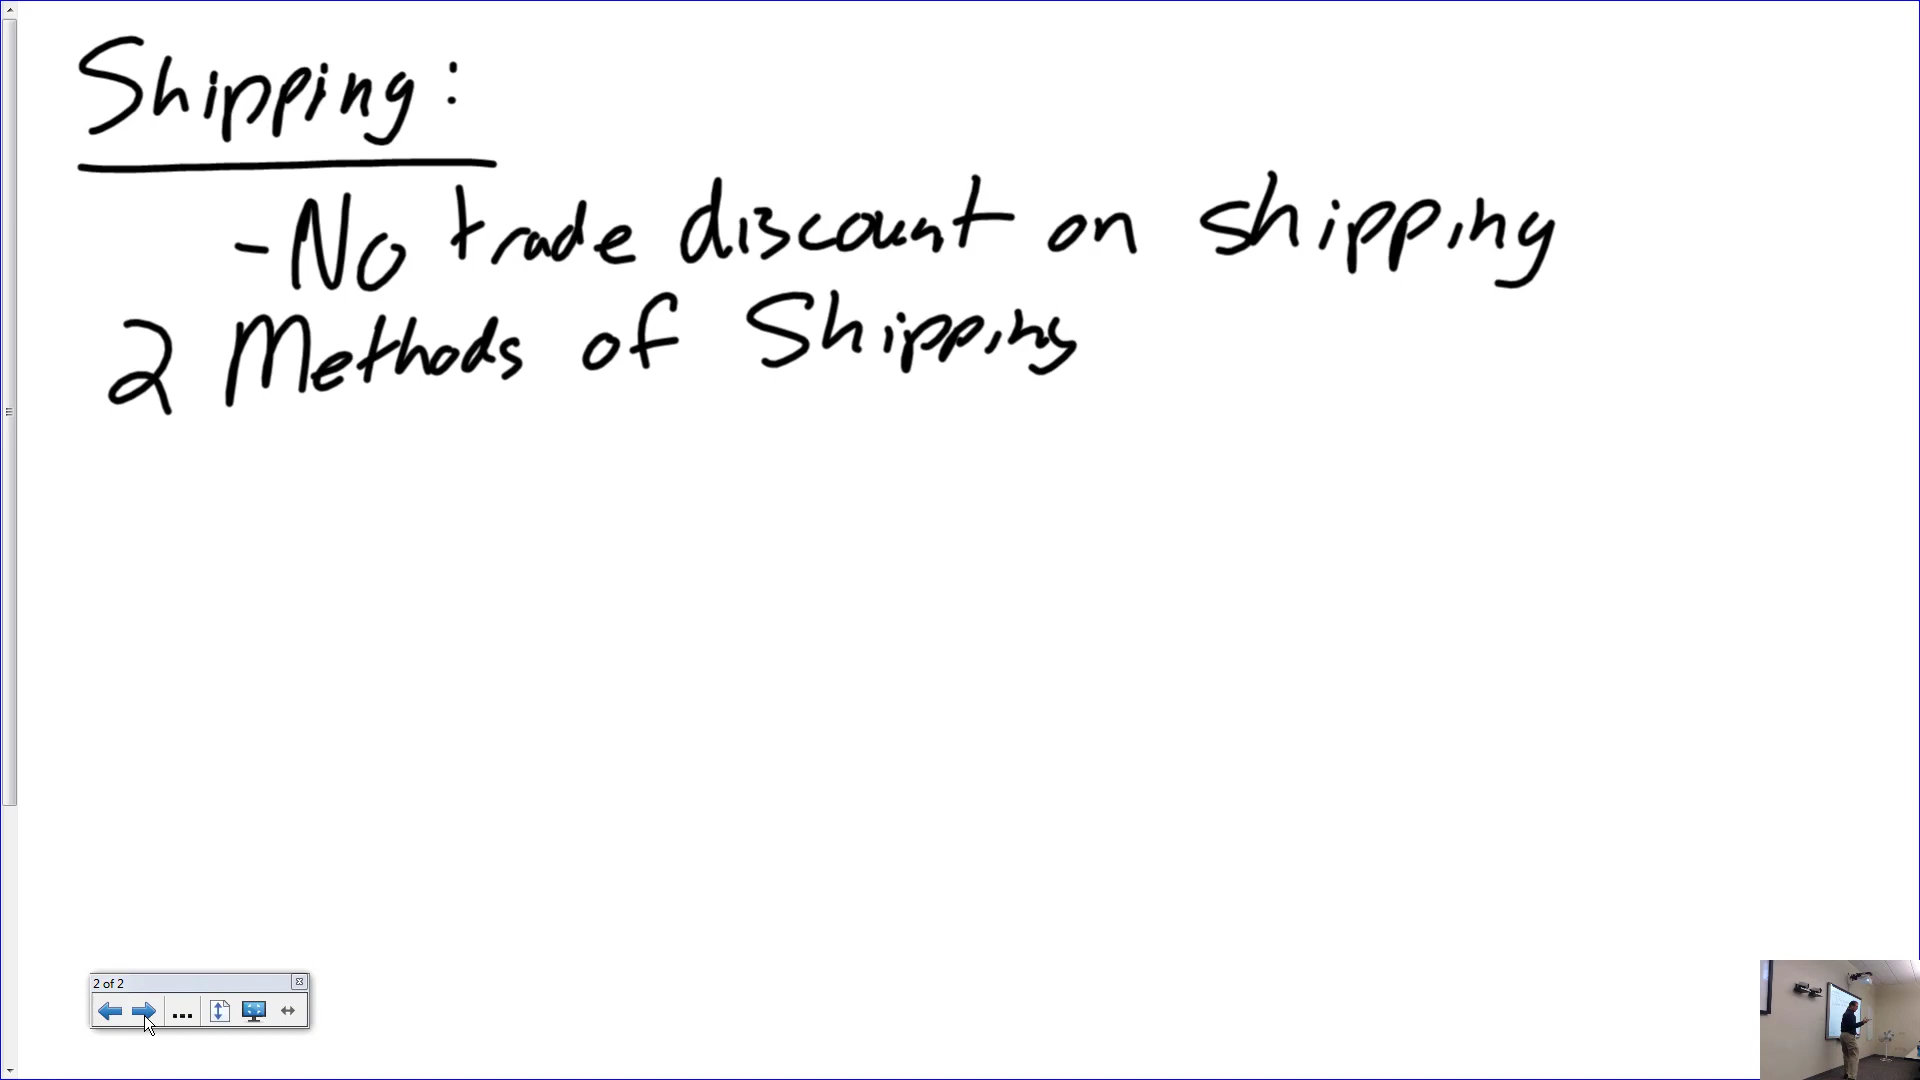 Shipping:
- No trade discount on shipping
2 Methods of Shipping
2 of 2
...